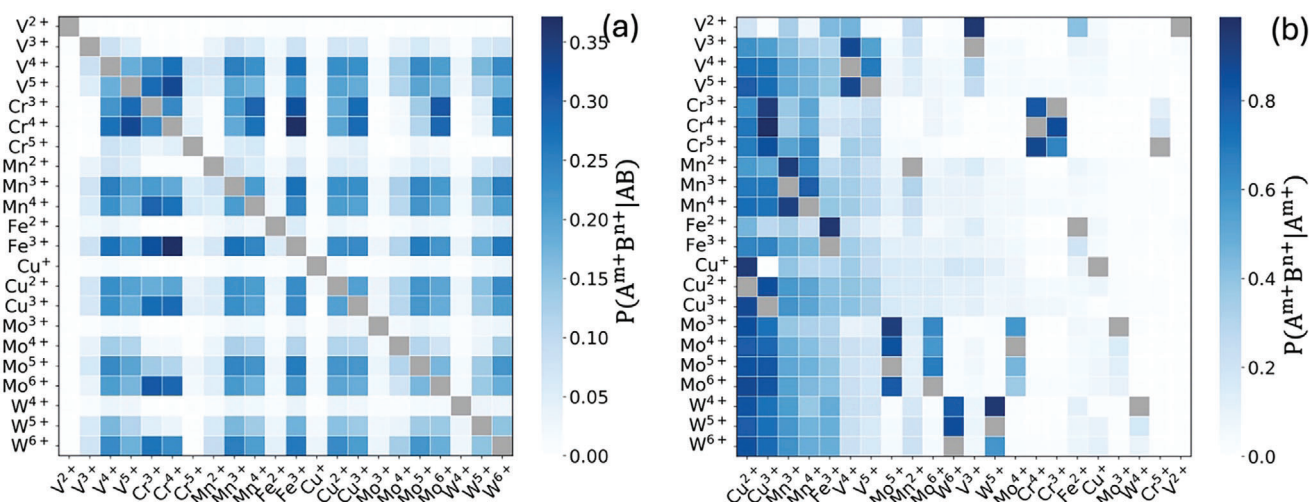 (a)
V²⁺
V³⁺
V⁴⁺
V⁵⁺
Cr³⁺
Cr⁴⁺
Cr⁵⁺
Mn²⁺
Mn³⁺
Mn⁴⁺
Fe²⁺
Fe³⁺
Cu⁺
Cu²⁺
Cu³⁺
Mo³⁺
Mo⁴⁺
Mo⁵⁺
Mo⁶⁺
W⁴⁺
W⁵⁺
W⁶⁺
V²⁺ V³⁺ V⁴⁺ V⁵⁺ Cr³⁺ Cr⁴⁺ Cr⁵⁺ Mn²⁺ Mn³⁺ Mn⁴⁺ Fe²⁺ Fe³⁺ Cu⁺ Cu²⁺ Cu³⁺ Mo³⁺ Mo⁴⁺ Mo⁵⁺ Mo⁶⁺ W⁴⁺ W⁵⁺ W⁶⁺
0.35
0.30
0.25
0.20
0.15
0.10
0.05
0.00
P(Aᵐ⁺Bⁿ⁺|AB)
(b)
V²⁺
V³⁺
V⁴⁺
V⁵⁺
Cr³⁺
Cr⁴⁺
Cr⁵⁺
Mn²⁺
Mn³⁺
Mn⁴⁺
Fe²⁺
Fe³⁺
Cu⁺
Cu²⁺
Cu³⁺
Mo³⁺
Mo⁴⁺
Mo⁵⁺
Mo⁶⁺
W⁴⁺
W⁵⁺
W⁶⁺
Cu²⁺ Cu³⁺ Mn³⁺ Mn⁴⁺ Fe³⁺ V⁴⁺ V⁵⁺ Mo⁵⁺ Mn²⁺ Mo⁶⁺ W⁶⁺ V³⁺ W⁵⁺ Mo⁴⁺ Cr⁴⁺ Cr³⁺ Fe²⁺ Cu⁺ Mo³⁺ W⁴⁺ Cr⁵⁺ V²⁺
0.8
0.6
0.4
0.2
0.0
P(Aᵐ⁺Bⁿ⁺|Aᵐ⁺)